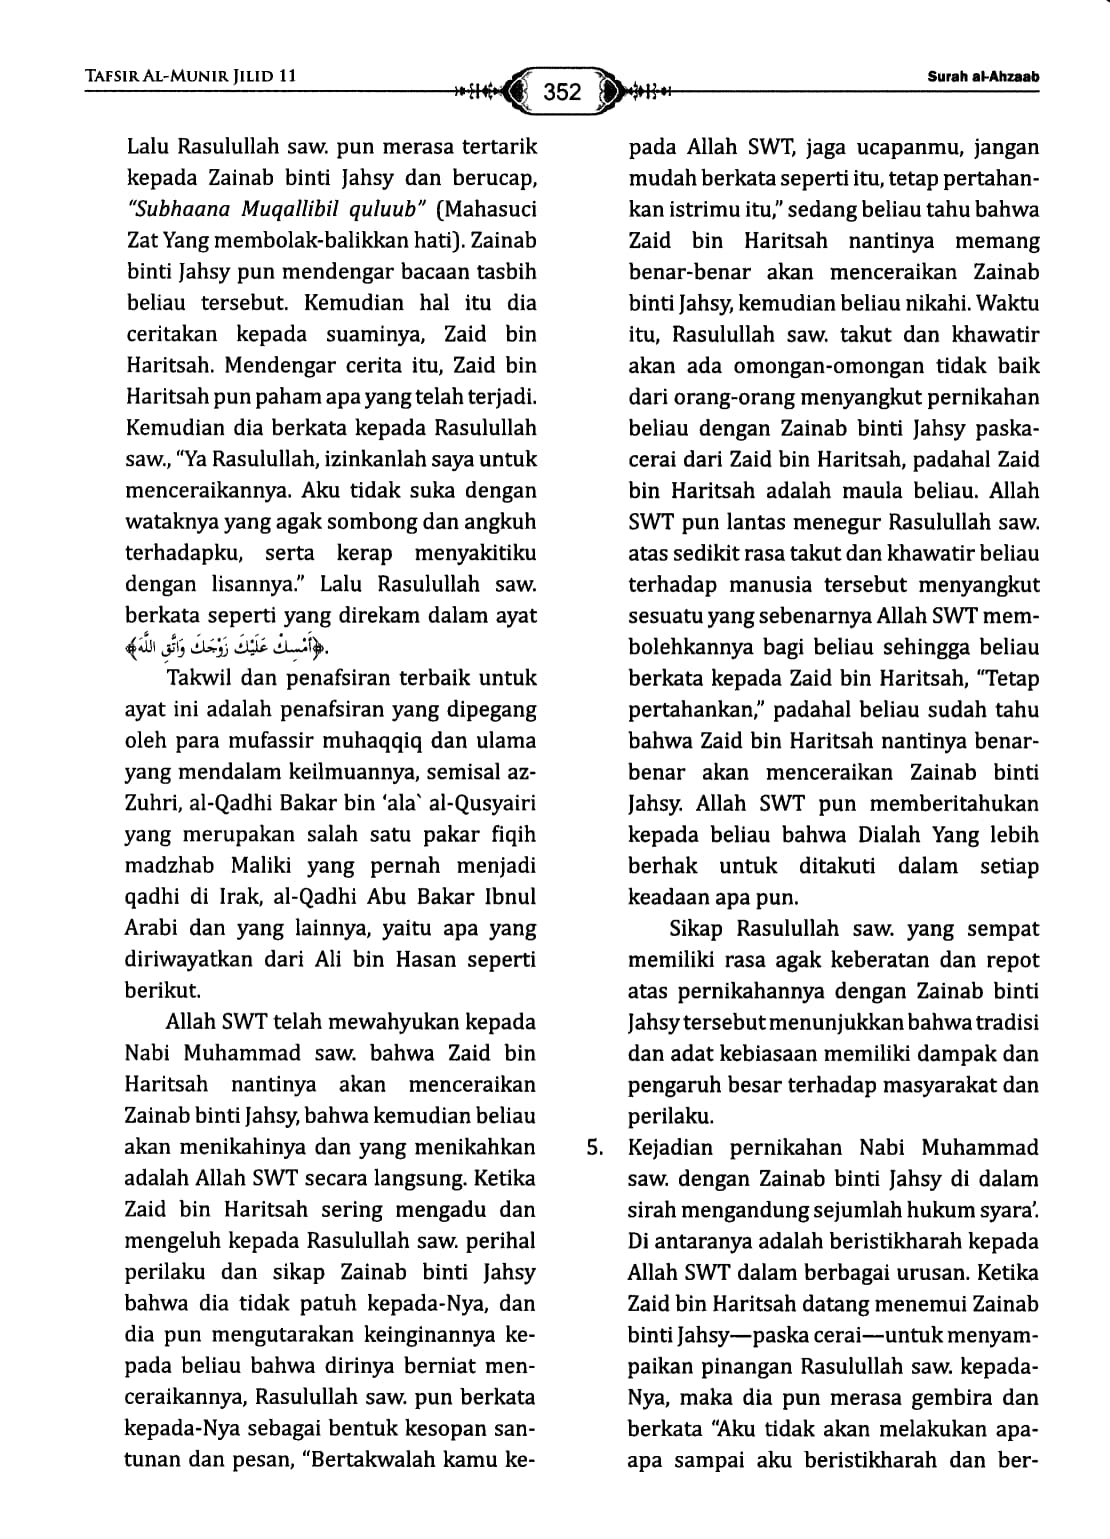 TAFSIR AL-MUNIR JILID 11
352
Surah al-Ahzaab
Lalu Rasulullah saw. pun merasa tertarik
kepada Zainab binti Jahsy dan berucap,
“Subhaana Muqallibil quluub” (Mahasuci
Zat Yang membolak-balikkan hati). Zainab
binti Jahsy pun mendengar bacaan tasbih
beliau tersebut. Kemudian hal itu dia
ceritakan kepada suaminya, Zaid bin
Haritsah. Mendengar cerita itu, Zaid bin
Haritsah pun paham apa yang telah terjadi.
Kemudian dia berkata kepada Rasulullah
saw., “Ya Rasulullah, izinkanlah saya untuk
menceraikannya. Aku tidak suka dengan
wataknya yang agak sombong dan angkuh
terhadapku, serta kerap menyakitiku
dengan lisannya.” Lalu Rasulullah saw.
berkata seperti yang direkam dalam ayat
﴿أَمْسِكْ عَلَيْكَ زَوْجَكَ وَاتَّقِ اللَّهَ﴾.
Takwil dan penafsiran terbaik untuk
ayat ini adalah penafsiran yang dipegang
oleh para mufassir muhaqqiq dan ulama
yang mendalam keilmuannya, semisal az-
Zuhri, al-Qadhi Bakar bin ‘ala` al-Qusyairi
yang merupakan salah satu pakar fiqih
madzhab Maliki yang pernah menjadi
qadhi di Irak, al-Qadhi Abu Bakar Ibnul
Arabi dan yang lainnya, yaitu apa yang
diriwayatkan dari Ali bin Hasan seperti
berikut.
Allah SWT telah mewahyukan kepada
Nabi Muhammad saw. bahwa Zaid bin
Haritsah nantinya akan menceraikan
Zainab binti Jahsy, bahwa kemudian beliau
akan menikahinya dan yang menikahkan
adalah Allah SWT secara langsung. Ketika
Zaid bin Haritsah sering mengadu dan
mengeluh kepada Rasulullah saw. perihal
perilaku dan sikap Zainab binti Jahsy
bahwa dia tidak patuh kepada-Nya, dan
dia pun mengutarakan keinginannya ke-
pada beliau bahwa dirinya berniat men-
ceraikannya, Rasulullah saw. pun berkata
kepada-Nya sebagai bentuk kesopan san-
tunan dan pesan, “Bertakwalah kamu ke-
pada Allah SWT, jaga ucapanmu, jangan
mudah berkata seperti itu, tetap pertahan-
kan istrimu itu,” sedang beliau tahu bahwa
Zaid bin Haritsah nantinya memang
benar-benar akan menceraikan Zainab
binti Jahsy, kemudian beliau nikahi. Waktu
itu, Rasulullah saw. takut dan khawatir
akan ada omongan-omongan tidak baik
dari orang-orang menyangkut pernikahan
beliau dengan Zainab binti Jahsy paska-
cerai dari Zaid bin Haritsah, padahal Zaid
bin Haritsah adalah maula beliau. Allah
SWT pun lantas menegur Rasulullah saw.
atas sedikit rasa takut dan khawatir beliau
terhadap manusia tersebut menyangkut
sesuatu yang sebenarnya Allah SWT mem-
bolehkannya bagi beliau sehingga beliau
berkata kepada Zaid bin Haritsah, “Tetap
pertahankan,” padahal beliau sudah tahu
bahwa Zaid bin Haritsah nantinya benar-
benar akan menceraikan Zainab binti
Jahsy. Allah SWT pun memberitahukan
kepada beliau bahwa Dialah Yang lebih
berhak untuk ditakuti dalam setiap
keadaan apa pun.
Sikap Rasulullah saw. yang sempat
memiliki rasa agak keberatan dan repot
atas pernikahannya dengan Zainab binti
Jahsy tersebut menunjukkan bahwa tradisi
dan adat kebiasaan memiliki dampak dan
pengaruh besar terhadap masyarakat dan
perilaku.
5. Kejadian pernikahan Nabi Muhammad
saw. dengan Zainab binti Jahsy di dalam
sirah mengandung sejumlah hukum syara’.
Di antaranya adalah beristikharah kepada
Allah SWT dalam berbagai urusan. Ketika
Zaid bin Haritsah datang menemui Zainab
binti Jahsy—paska cerai—untuk menyam-
paikan pinangan Rasulullah saw. kepada-
Nya, maka dia pun merasa gembira dan
berkata “Aku tidak akan melakukan apa-
apa sampai aku beristikharah dan ber-